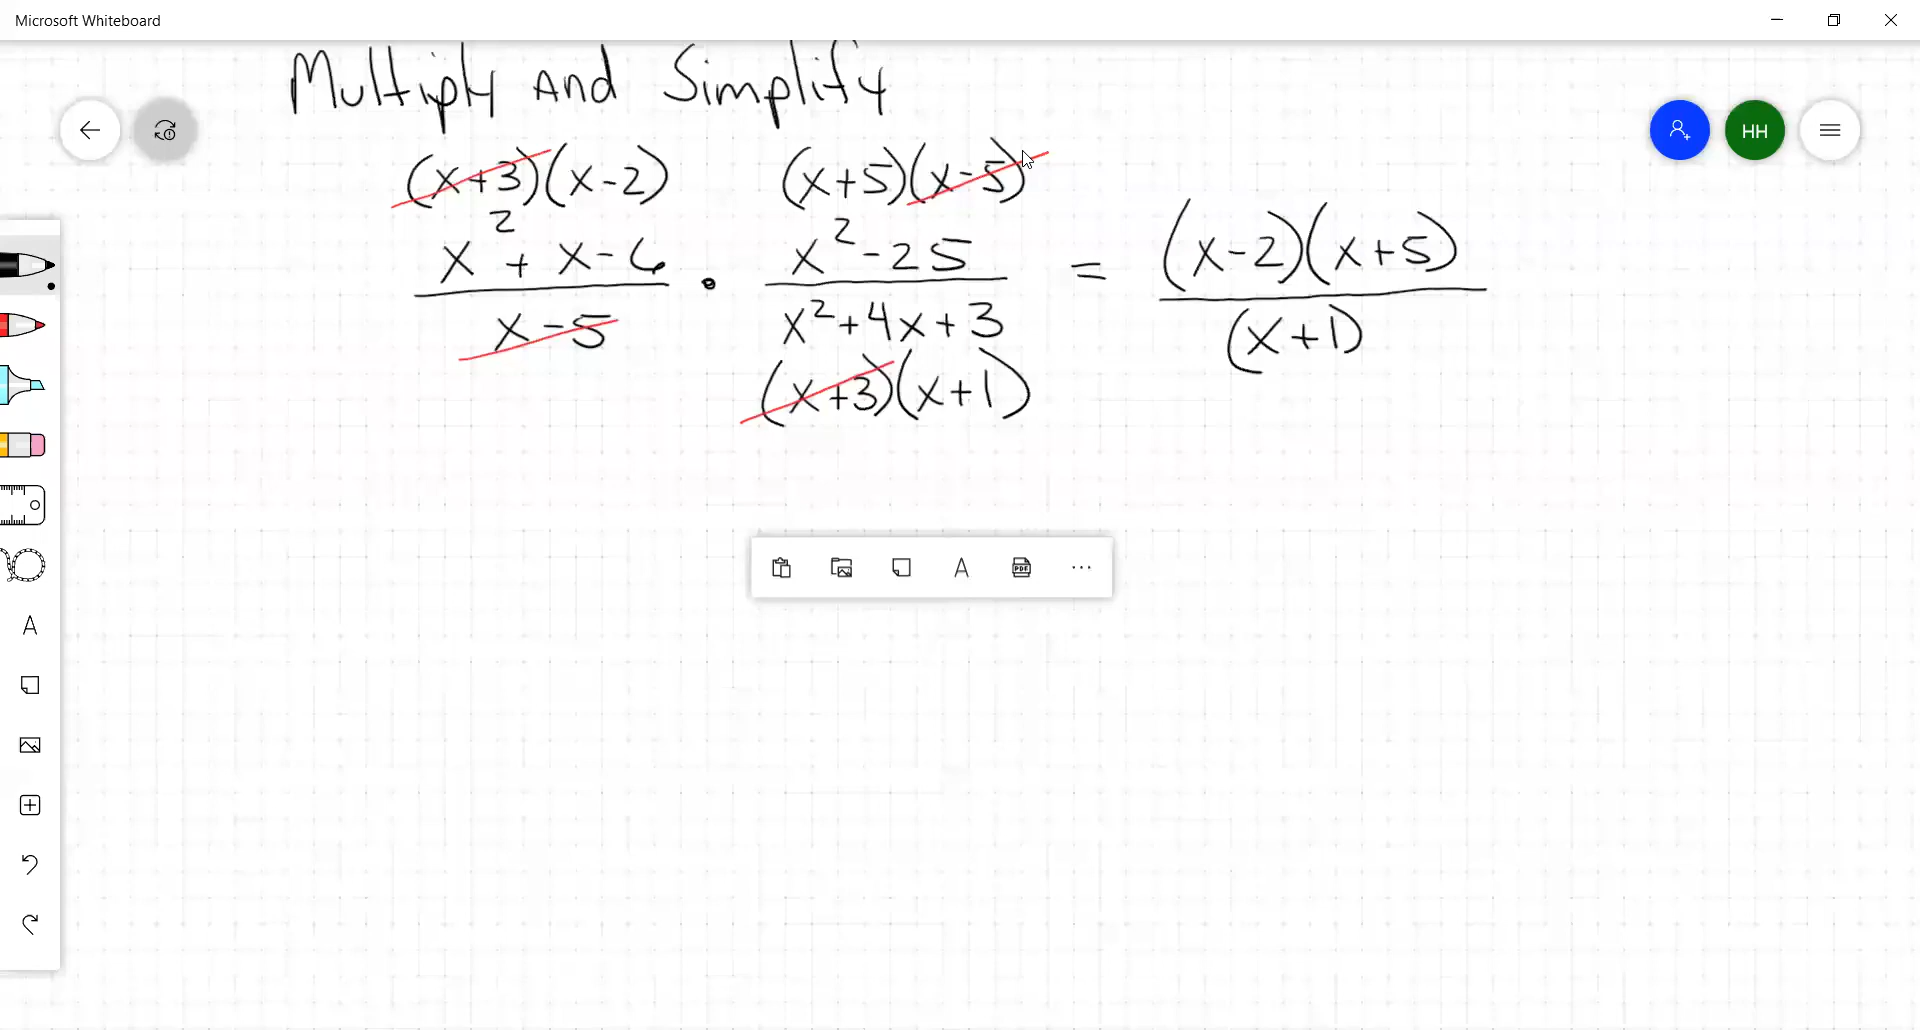 Microsoft Whiteboard
Multiply And Simplify
HH
(x+3)(x-2) (x+5)(x-5)
x² + x-6 · x²-25 = (x-2)(x+5)
x-5 x²+4x+3 (x+1)
(x+3)(x+1)
A
A PDF ...